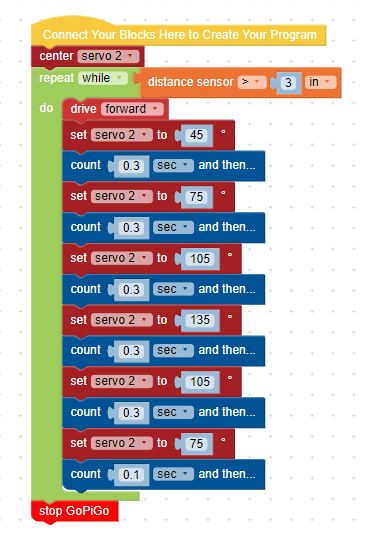 Connect Your Blocks Here to Create Your Program
center servo 2
repeat while distance sensor > 3 in
do drive forward
set servo 2 to 45 °
count 0.3 sec and then...
set servo 2 to 75 °
count 0.3 sec and then...
set servo 2 to 105 °
count 0.3 sec and then...
set servo 2 to 135 °
count 0.3 sec and then...
set servo 2 to 105 °
count 0.3 sec and then...
set servo 2 to 75 °
count 0.1 sec and then...
stop GoPiGo